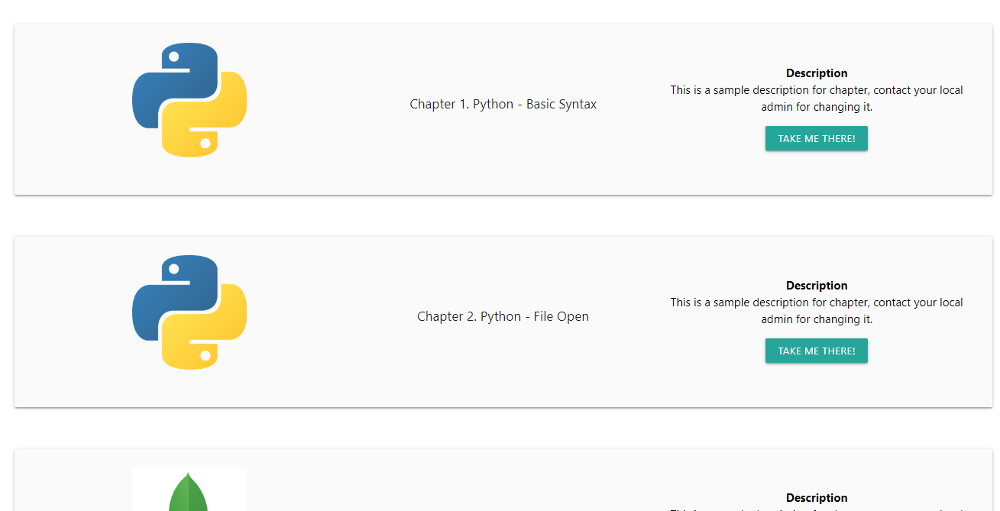 Chapter 1. Python - Basic Syntax
Description
This is a sample description for chapter, contact your local
admin for changing it.
TAKE ME THERE!
Chapter 2. Python - File Open
Description
This is a sample description for chapter, contact your local
admin for changing it.
TAKE ME THERE!
Description